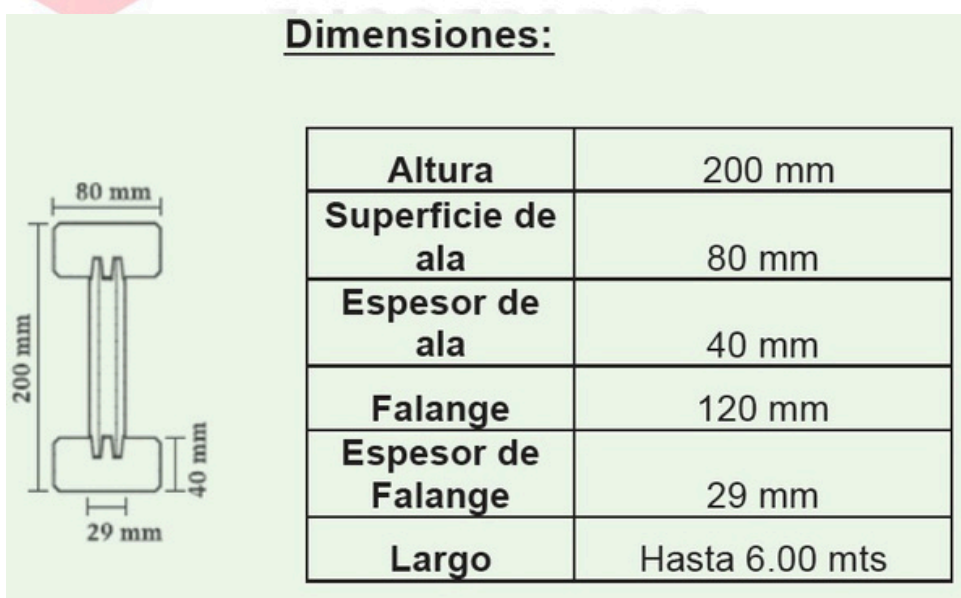 Dimensiones:
80 mm
200 mm
40 mm
29 mm
Altura 200 mm
Superficie de
ala 80 mm
Espesor de
ala 40 mm
Falange 120 mm
Espesor de
Falange 29 mm
Largo Hasta 6.00 mts